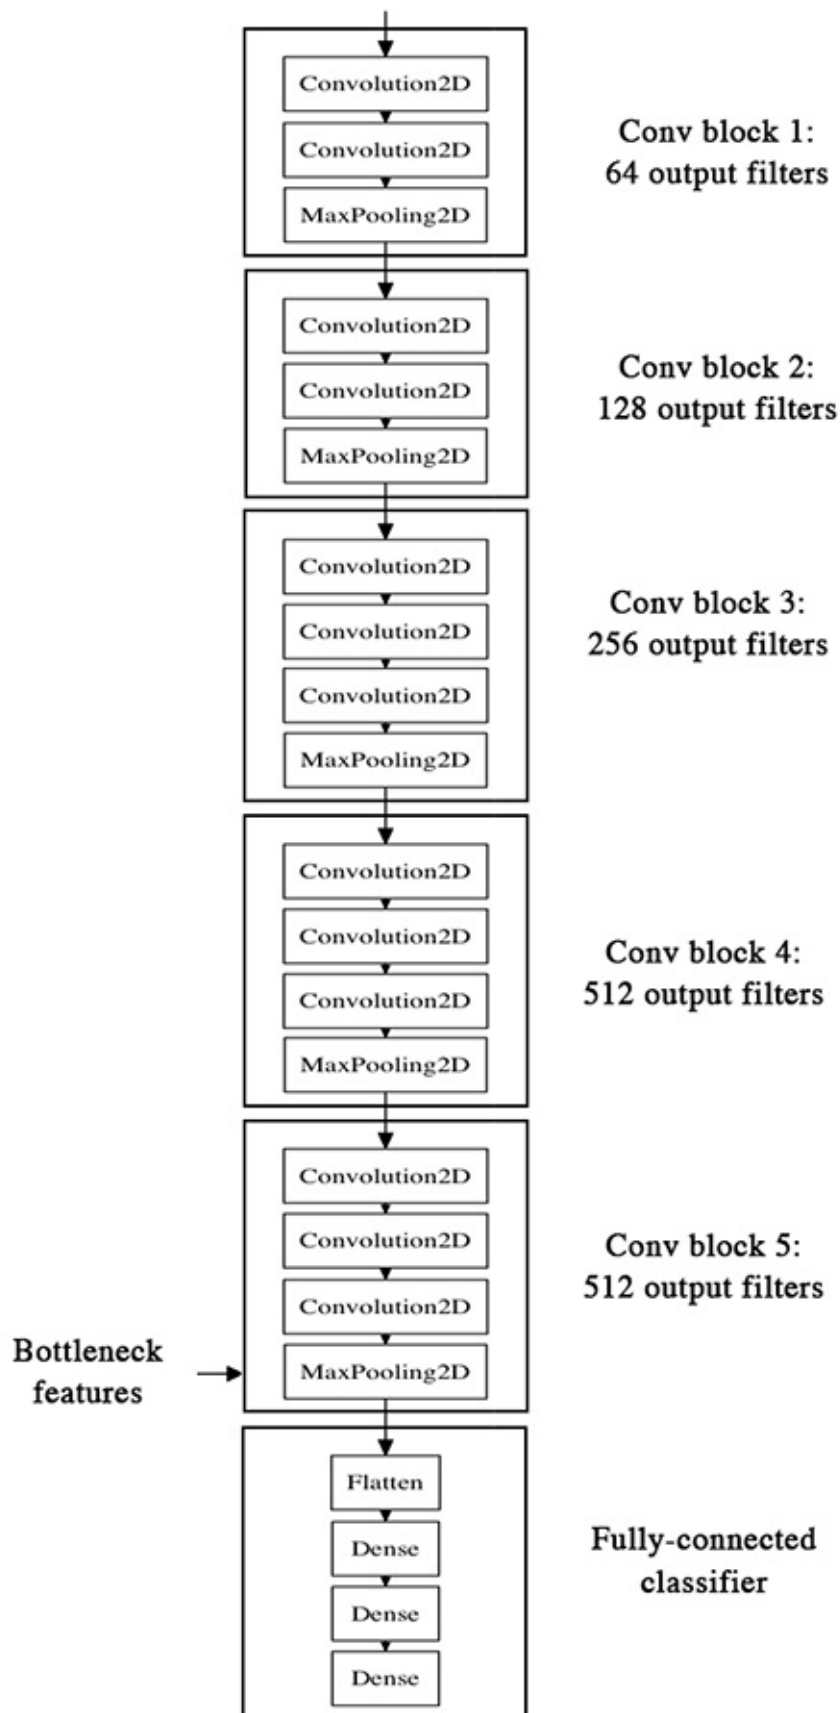 Convolution2D
Convolution2D
MaxPooling2D
Conv block 1:
64 output filters
Convolution2D
Convolution2D
MaxPooling2D
Conv block 2:
128 output filters
Convolution2D
Convolution2D
Convolution2D
MaxPooling2D
Conv block 3:
256 output filters
Convolution2D
Convolution2D
Convolution2D
MaxPooling2D
Conv block 4:
512 output filters
Convolution2D
Convolution2D
Convolution2D
MaxPooling2D
Conv block 5:
512 output filters
Bottleneck
features
Flatten
Dense
Dense
Dense
Fully-connected
classifier